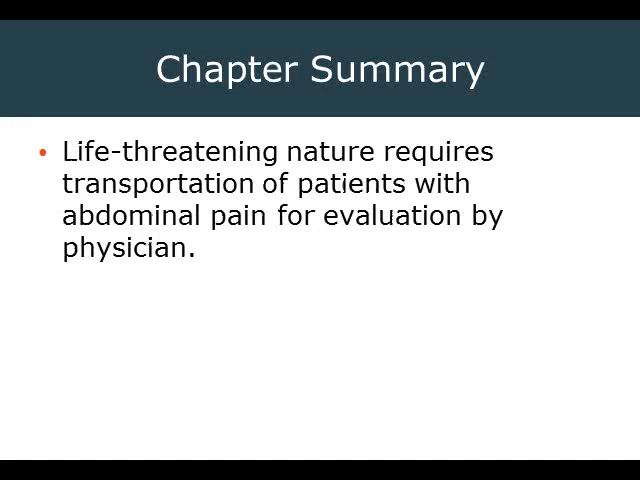 Chapter Summary
• Life-threatening nature requires
transportation of patients with
abdominal pain for evaluation by
physician.